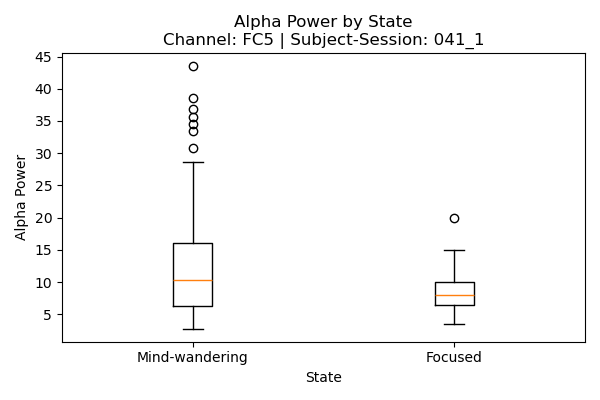 Alpha Power by State
Channel: FC5 | Subject-Session: 041_1
Alpha Power
45
40
35
30
25
20
15
10
5
Mind-wandering
Focused
State